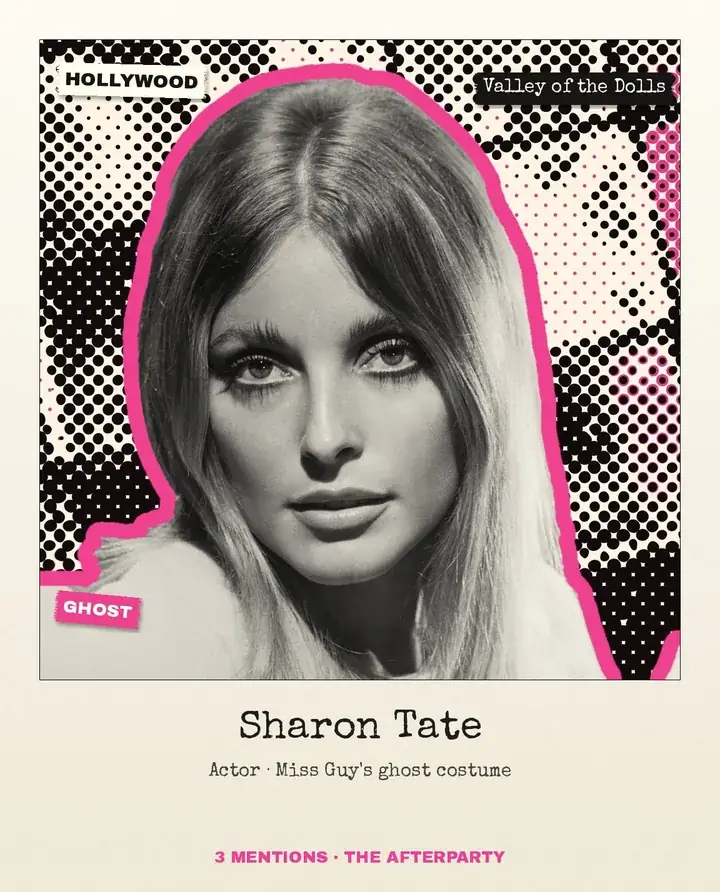 HOLLYWOOD
Valley of the Dolls
GHOST
Sharon Tate
Actor · Miss Guy's ghost costume
3 MENTIONS · THE AFTERPARTY